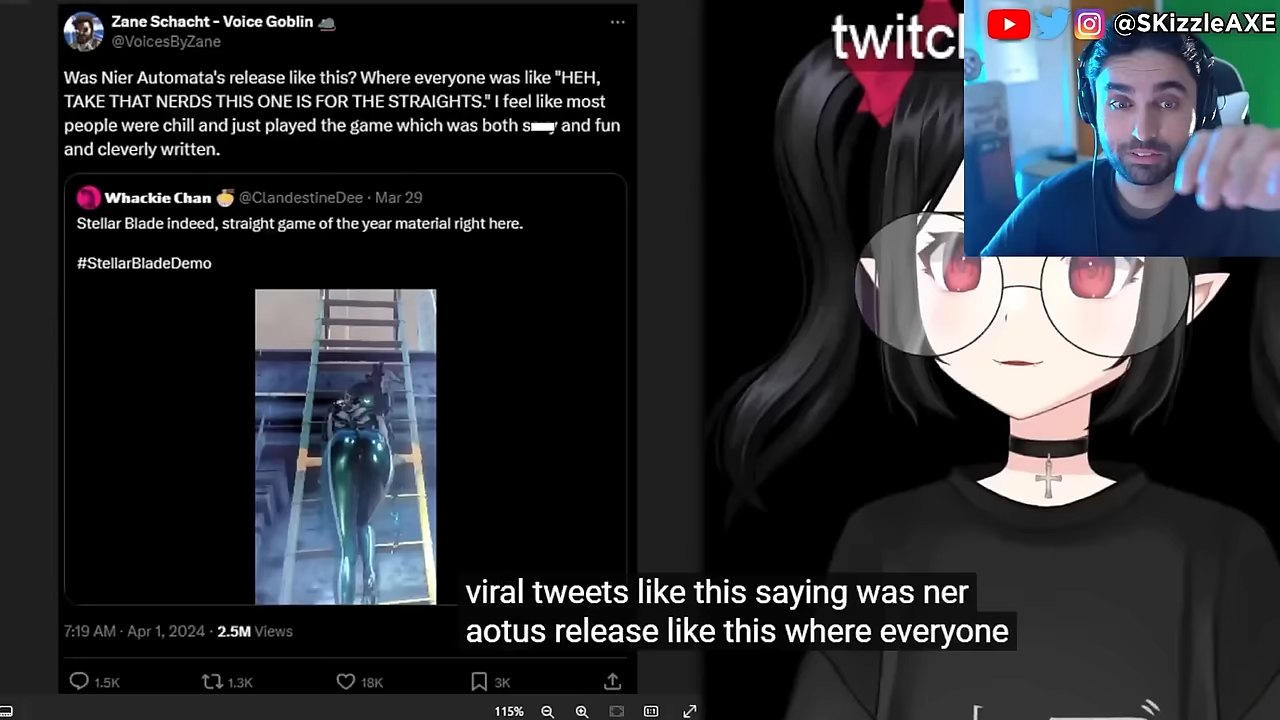 Zane Schacht - Voice Goblin
@VoicesByZane
Was Nier Automata's release like this? Where everyone was like "HEH,
TAKE THAT NERDS THIS ONE IS FOR THE STRAIGHTS." I feel like most
people were chill and just played the game which was both s y and fun
and cleverly written.
Whackie Chan @ClandestineDee · Mar 29
Stellar Blade indeed, straight game of the year material right here.
#StellarBladeDemo
7:19 AM · Apr 1, 2024 · 2.5M Views
1.5K 1.3K 18K 3K
115%
twitc
@SKizzleAXE
viral tweets like this saying was ner
aotus release like this where everyone